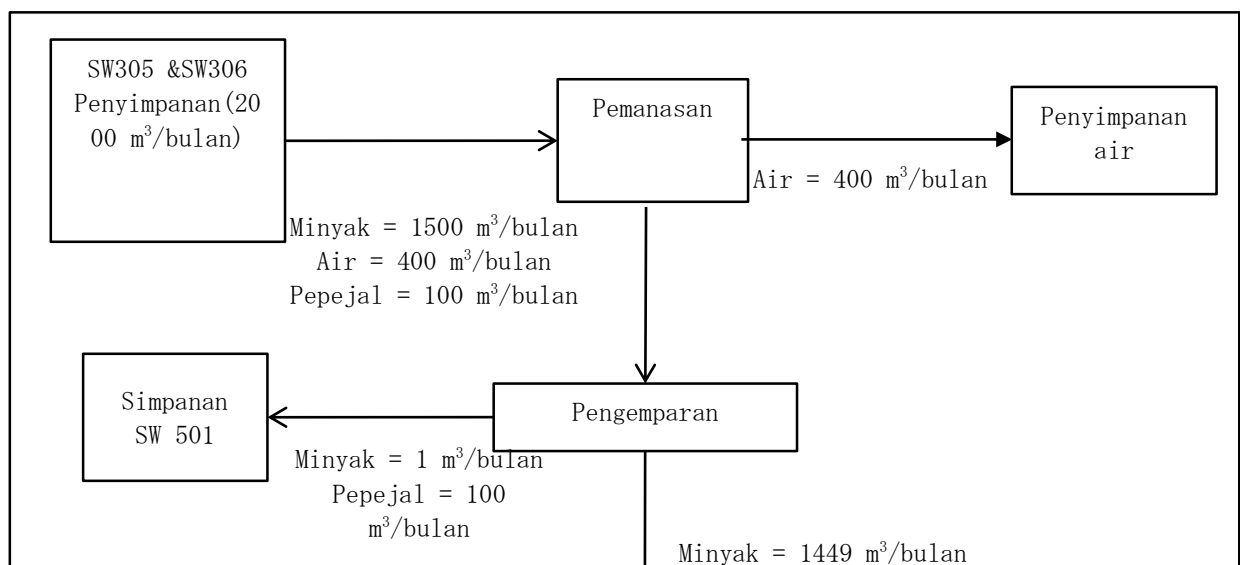 SW305 &SW306
Penyimpanan(20
00 m³/bulan)
Pemanasan
Penyimpanan
air
Air = 400 m³/bulan
Minyak = 1500 m³/bulan
Air = 400 m³/bulan
Pepejal = 100 m³/bulan
Simpanan
SW 501
Pengemparan
Minyak = 1 m³/bulan
Pepejal = 100
m³/bulan
Minyak = 1449 m³/bulan